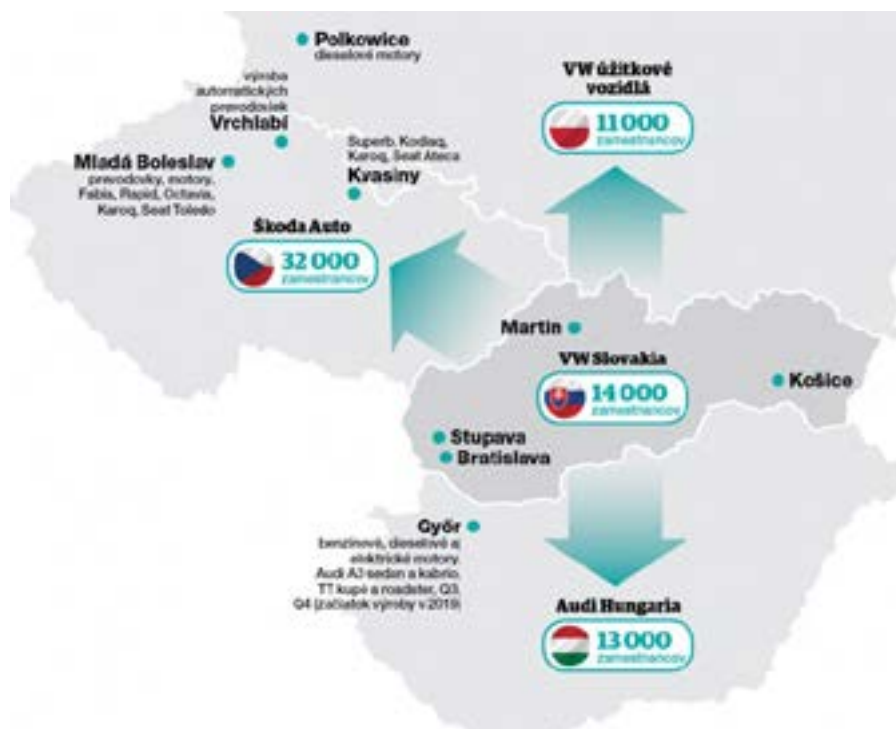 Polkowice
dieselové motory
výroba
automatických
prevodoviek
Vrchlabí
Mladá Boleslav
prevodovky, motory,
Fabia, Rapid, Octavia,
Karoq, Seat Toledo
Superb, Kodiaq,
Karoq, Seat Ateca
Kvasiny
VW úžitkové
vozidlá
11 000
zamestnancov
Škoda Auto
32 000
zamestnancov
Martin
VW Slovakia
14 000
zamestnancov
Košice
Stupava
Bratislava
Győr
benzínové, dieselové aj
elektrické motory.
Audi A3 sedan a kabrio,
TT kupé a roadster, Q3,
Q4 (začiatok výroby v 2019)
Audi Hungaria
13 000
zamestnancov